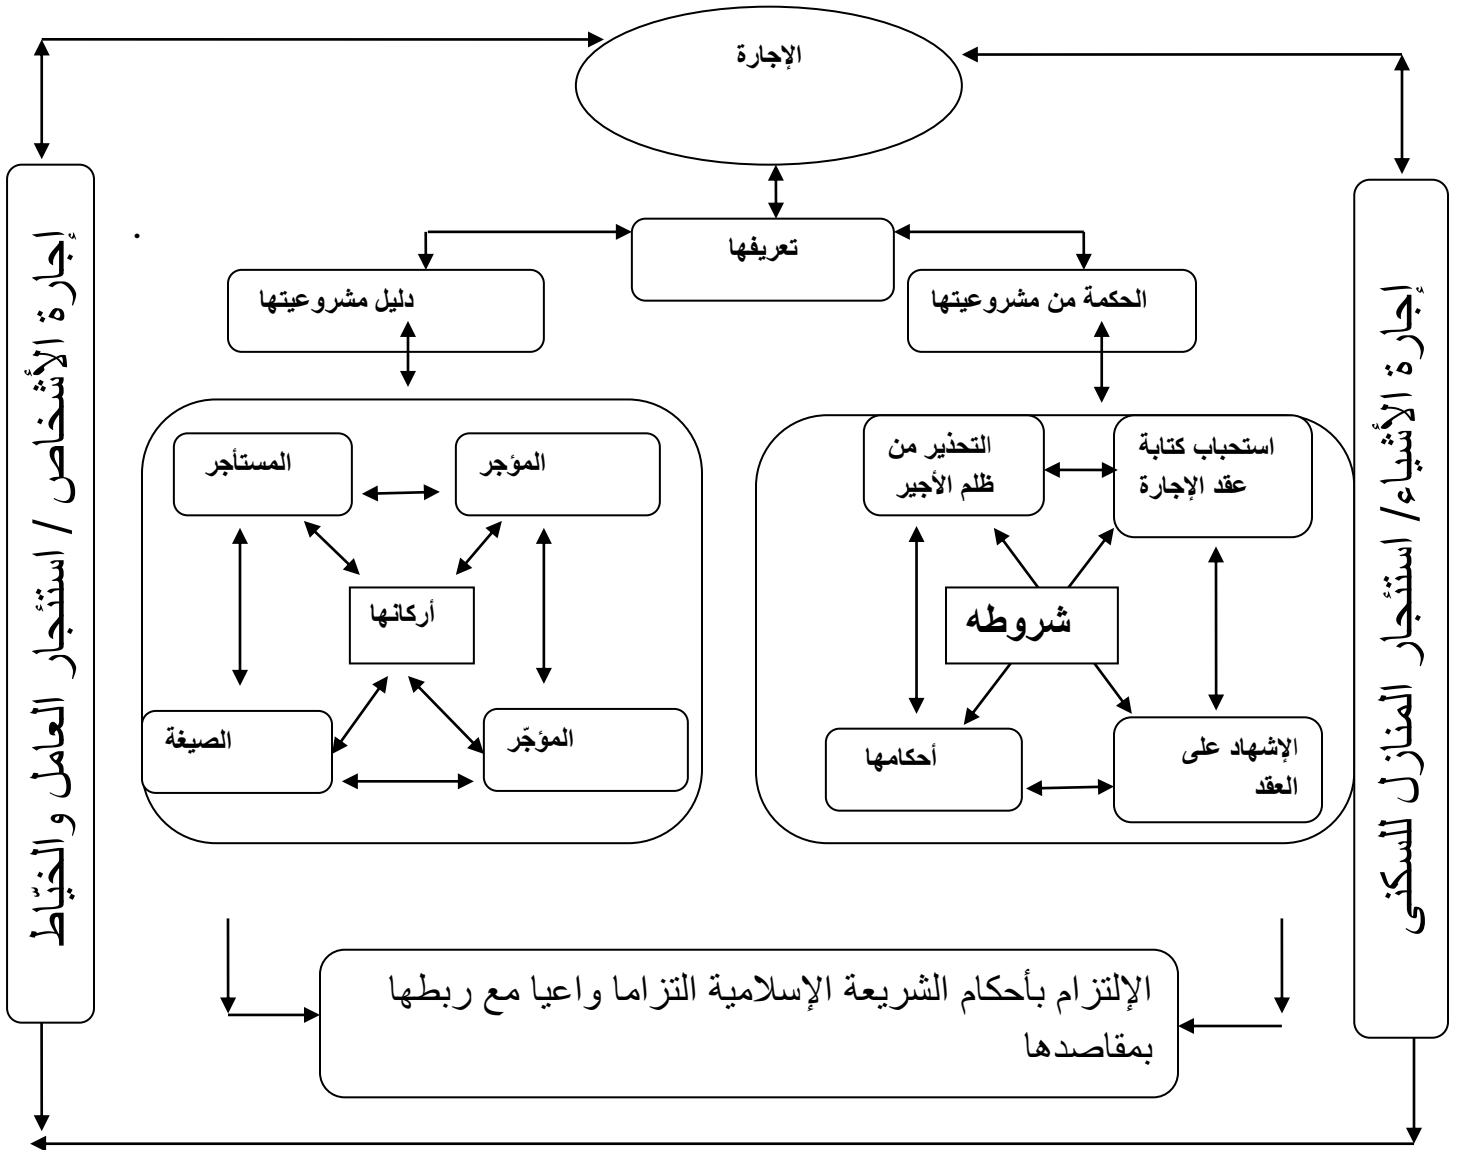 الإجارة
تعريفها
الحكمة من مشروعيتها
دليل مشروعيتها
إجارة الأشياء/ استئجار المنازل للسكنى
استحباب كتابة
عقد الإجارة
التحذير من
ظلم الأجير
شروطه
الإشهاد على
العقد
أحكامها
المؤجر
المستأجر
أركانها
المؤجّر
الصيغة
إجارة الأشخاص / استئجار العامل والخيّاط
الإلتزام بأحكام الشريعة الإسلامية التزاما واعيا مع ربطها
بمقاصدها